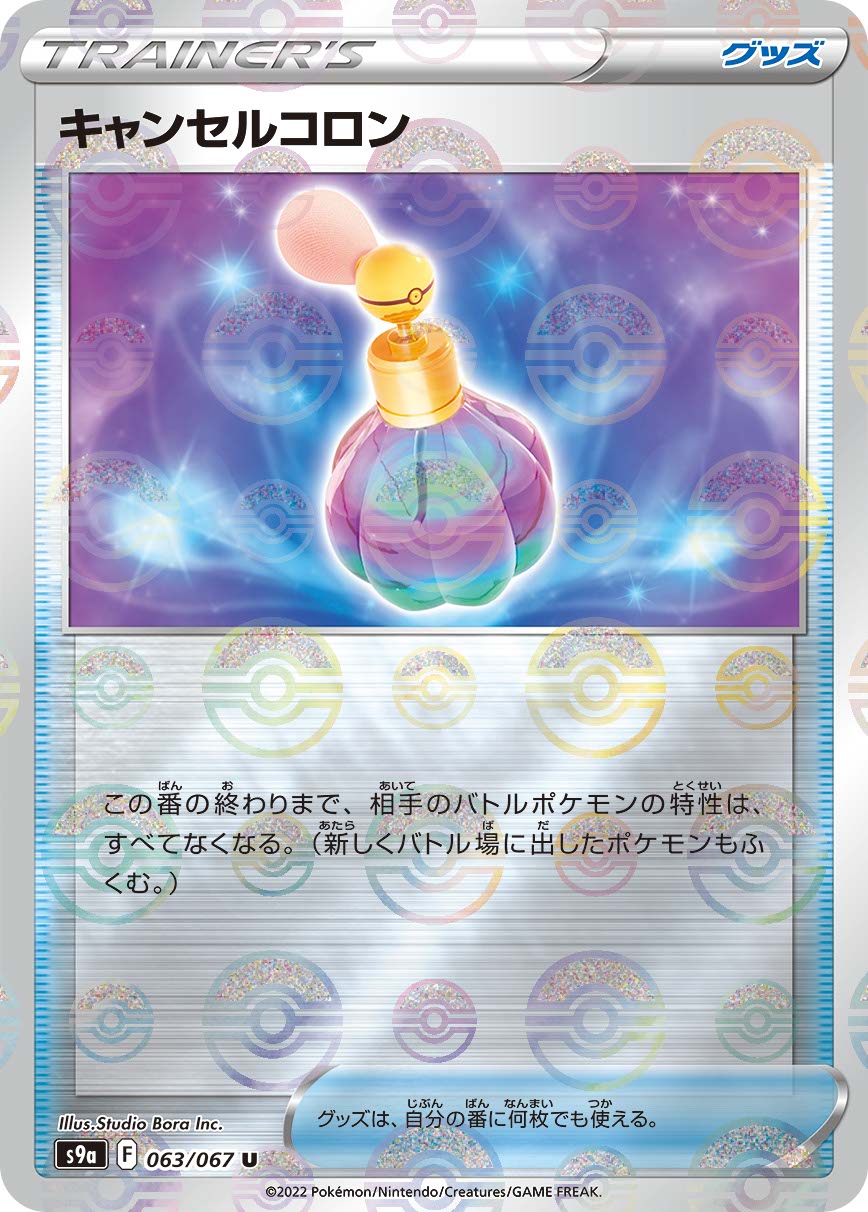 TRAINER'S グッズ
キャンセルコロン
この番の終わりまで、相手のバトルポケモンの特性は、
すべてなくなる。（新しくバトル場に出したポケモンもふ
くむ。）
グッズは、自分の番に何枚でも使える。
Illus.Studio Bora Inc.
s9a F 063/067 U
©2022 Pokémon/Nintendo/Creatures/GAME FREAK.